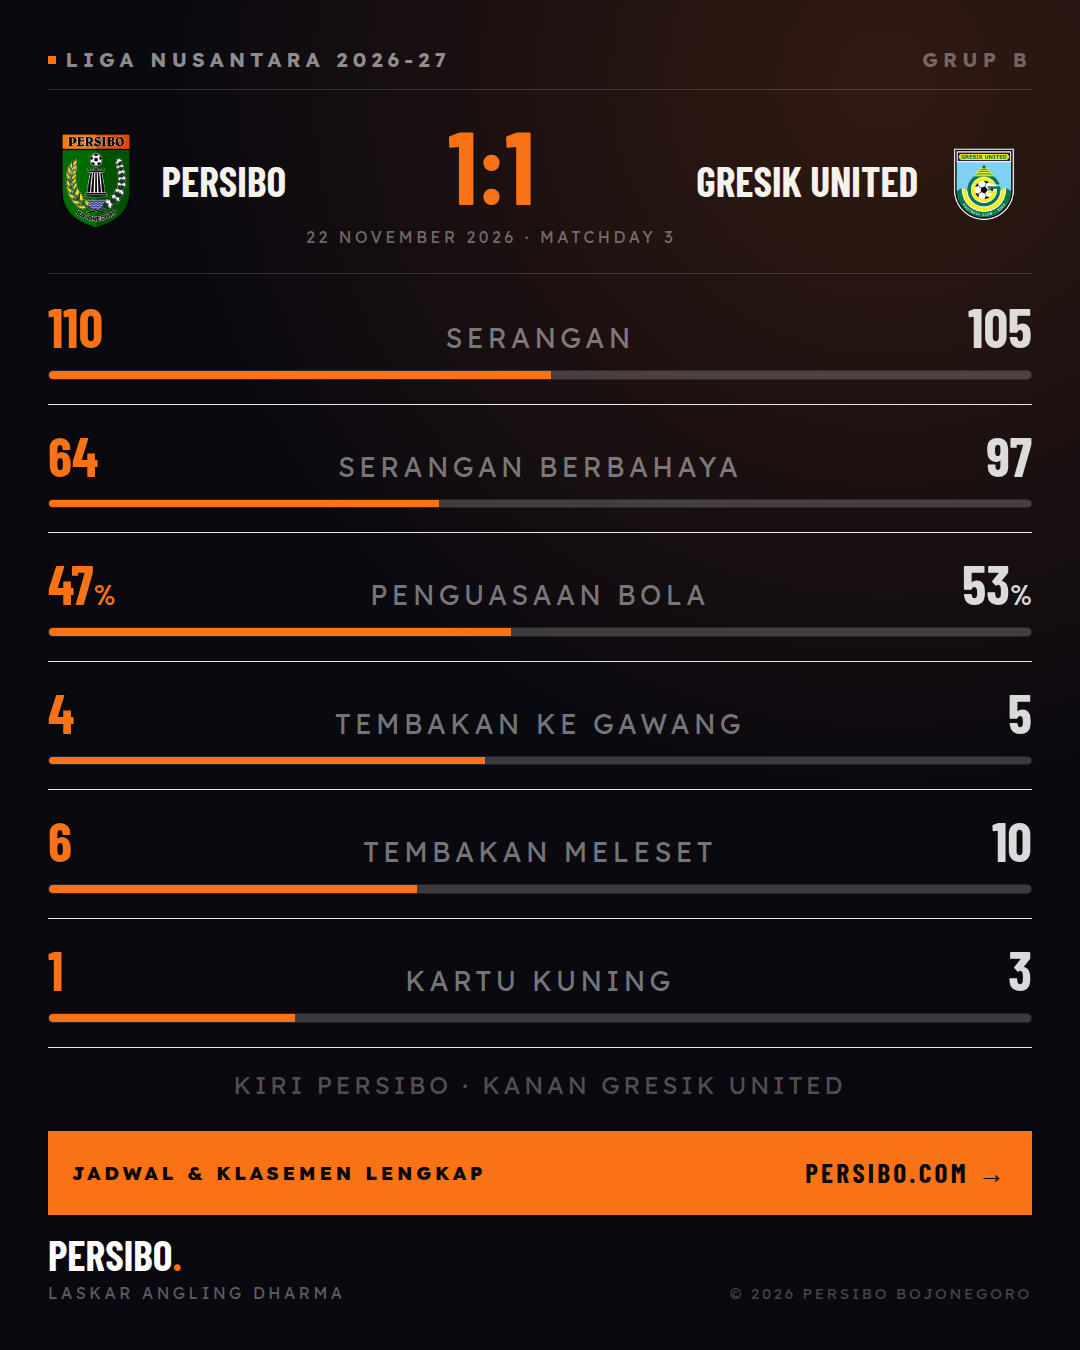 LIGA NUSANTARA 2026-27
GRUP B
PERSIBO
BOJONEGORO
PERSIBO
1:1
22 NOVEMBER 2026 · MATCHDAY 3
GRESIK UNITED
GRESIK UNITED
110 SERANGAN 105
64 SERANGAN BERBAHAYA 97
47% PENGUASAAN BOLA 53%
4 TEMBAKAN KE GAWANG 5
6 TEMBAKAN MELESET 10
1 KARTU KUNING 3
KIRI PERSIBO · KANAN GRESIK UNITED
JADWAL & KLASEMEN LENGKAP
PERSIBO.COM →
PERSIBO.
LASKAR ANGLING DHARMA
© 2026 PERSIBO BOJONEGORO